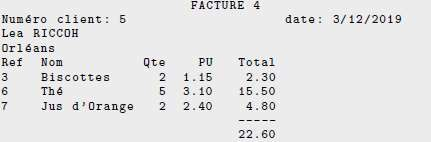 FACTURE 4
Numéro client: 5 date: 3/12/2019
Lea RICCOH
Orléans
Ref Nom Qte PU Total
3 Biscottes 2 1.15 2.30
6 Thé 5 3.10 15.50
7 Jus d'Orange 2 2.40 4.80
-----
22.60